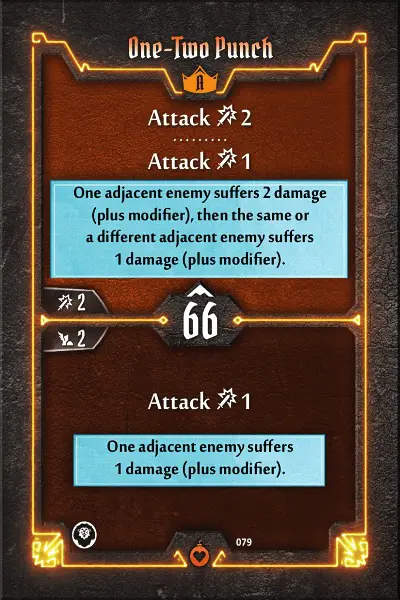 One-Two Punch
A
Attack 2
Attack 1
One adjacent enemy suffers 2 damage
(plus modifier), then the same or
a different adjacent enemy suffers
1 damage (plus modifier).
2
66
2
Attack 1
One adjacent enemy suffers
1 damage (plus modifier).
079